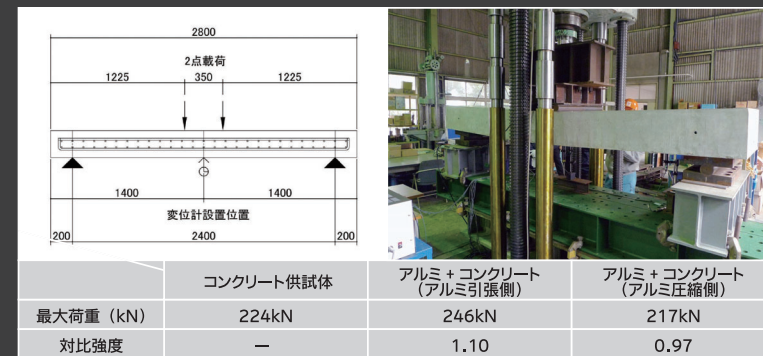 2800
2点載荷
1225 350 1225
1400 1400
変位計設置位置
200 2400 200
コンクリート供試体 アルミ + コンクリート（アルミ引張側） アルミ + コンクリート（アルミ圧縮側）
最大荷重（kN） 224kN 246kN 217kN
対比強度 ― 1.10 0.97